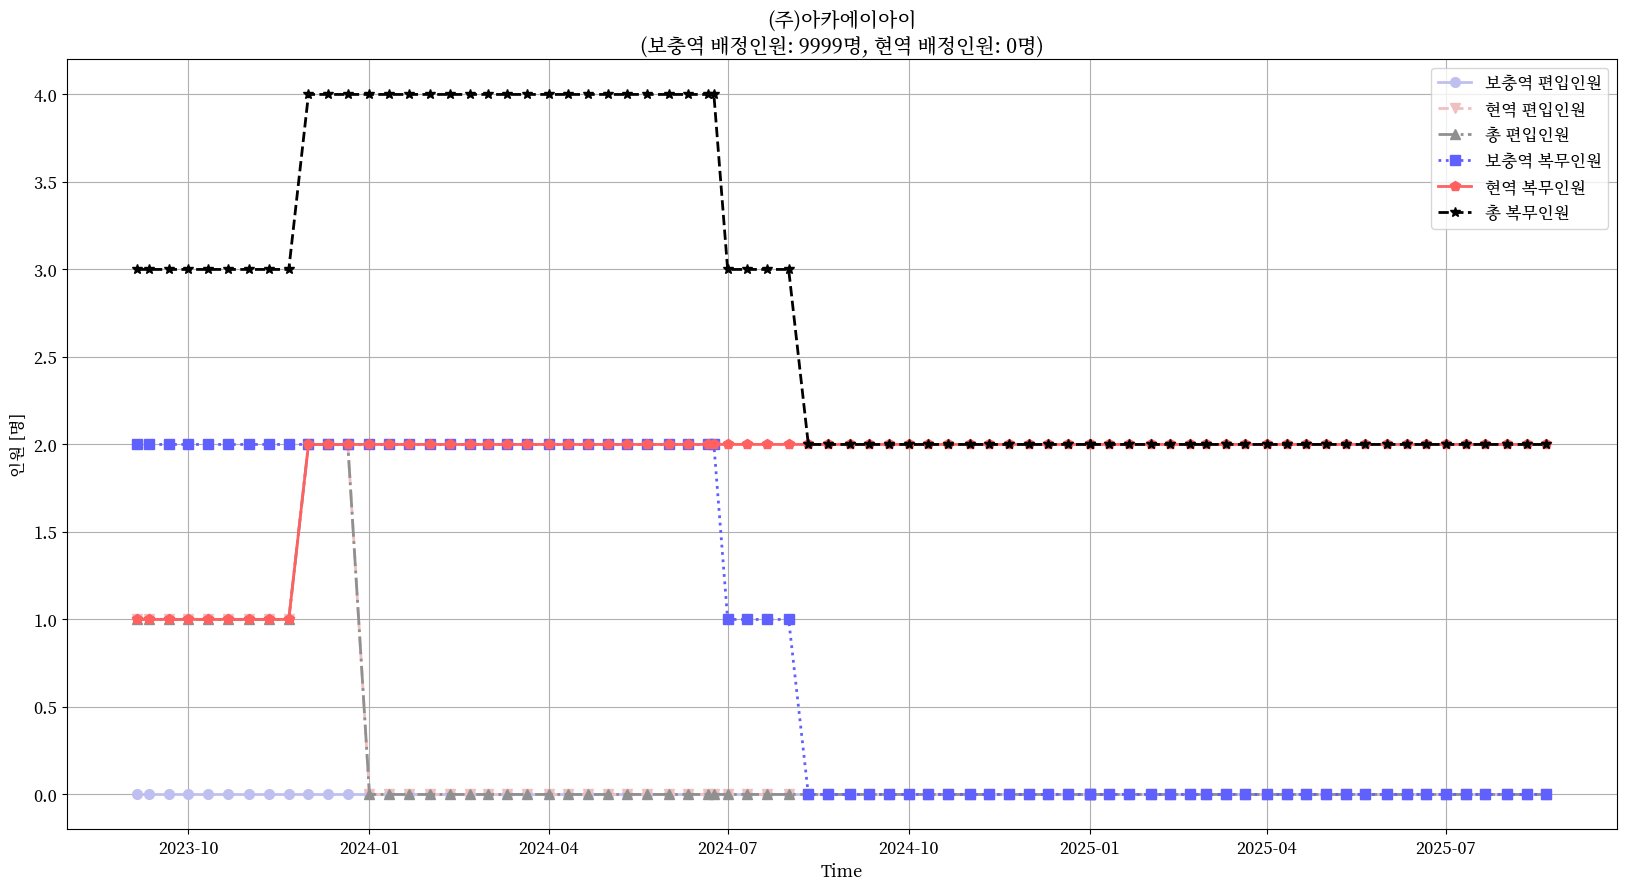 (주)아카에이아이
(보충역 배정인원: 9999명, 현역 배정인원: 0명)
보충역 편입인원
현역 편입인원
총 편입인원
보충역 복무인원
현역 복무인원
총 복무인원
인원 [명]
4.0
3.5
3.0
2.5
2.0
1.5
1.0
0.5
0.0
2023-10 2024-01 2024-04 2024-07 2024-10 2025-01 2025-04 2025-07
Time